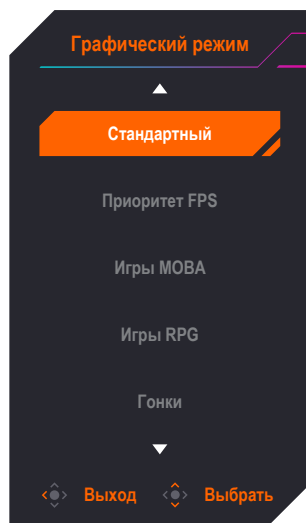 Графический режим
Стандартный
Приоритет FPS
Игры MOBA
Игры RPG
Гонки
Выход Выбрать